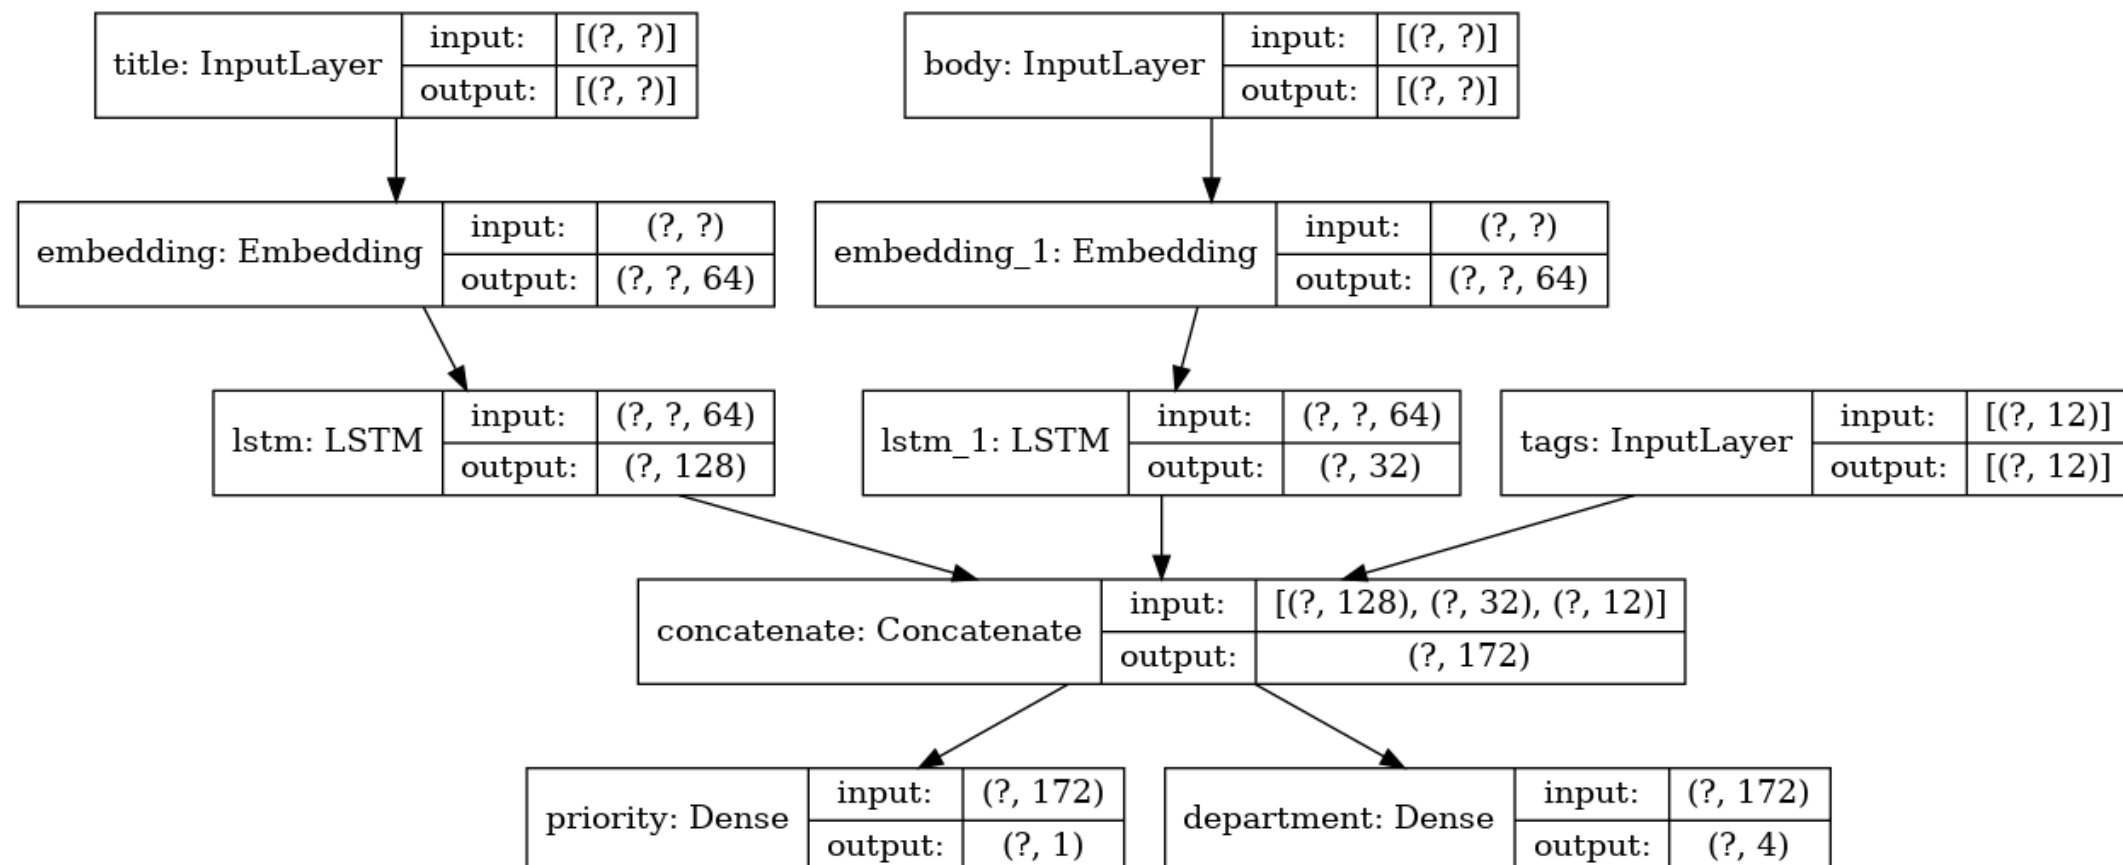 title: InputLayer
input: [(?, ?)]
output: [(?, ?)]
body: InputLayer
input: [(?, ?)]
output: [(?, ?)]
embedding: Embedding
input: (?, ?)
output: (?, ?, 64)
embedding_1: Embedding
input: (?, ?)
output: (?, ?, 64)
lstm: LSTM
input: (?, ?, 64)
output: (?, 128)
lstm_1: LSTM
input: (?, ?, 64)
output: (?, 32)
tags: InputLayer
input: [(?, 12)]
output: [(?, 12)]
concatenate: Concatenate
input: [(?, 128), (?, 32), (?, 12)]
output: (?, 172)
priority: Dense
input: (?, 172)
output: (?, 1)
department: Dense
input: (?, 172)
output: (?, 4)